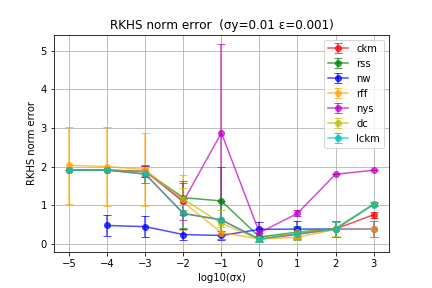 RKHS norm error (σy=0.01 ε=0.001)
RKHS norm error
5
4
3
2
1
0
ckm
rss
nw
rff
nys
dc
lckm
−5 −4 −3 −2 −1 0 1 2 3
log10(σx)